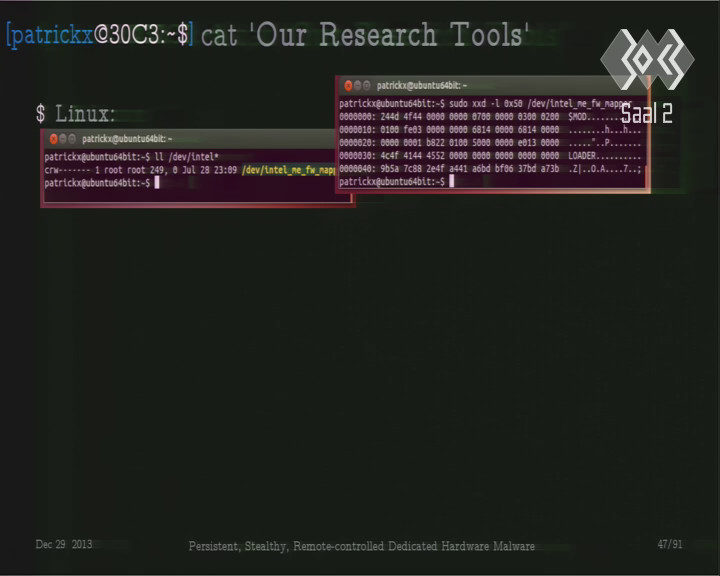 [patrickx@30C3:~$] cat 'Our Research Tools'
Saal 2
$ Linux:
patrickx@ubuntu64bit: ~
patrickx@ubuntu64bit:~$ ll /dev/intel*
crw------- 1 root root 249, 0 Jul 28 23:09 /dev/intel_me_fw_mapp
patrickx@ubuntu64bit:~$
patrickx@ubuntu64bit: ~
patrickx@ubuntu64bit:~$ sudo xxd -l 0x50 /dev/intel_me_fw_mapper
0000000: 244d 4f44 0000 0000 0700 0000 0300 0200 $MOD............
0000010: 0100 fe03 0000 0000 6814 0000 6814 0000 ........h...h...
0000020: 0000 0001 b822 0100 5000 0000 e013 0000 ....."..P.......
0000030: 4c4f 4144 4552 0000 0000 0000 0000 0000 LOADER..........
0000040: 9b5a 7c88 2e4f a441 a6bd bf06 37bd a73b .Z|..O.A....7..;
patrickx@ubuntu64bit:~$
Dec 29 2013
Persistent, Stealthy, Remote-controlled Dedicated Hardware Malware
47/91